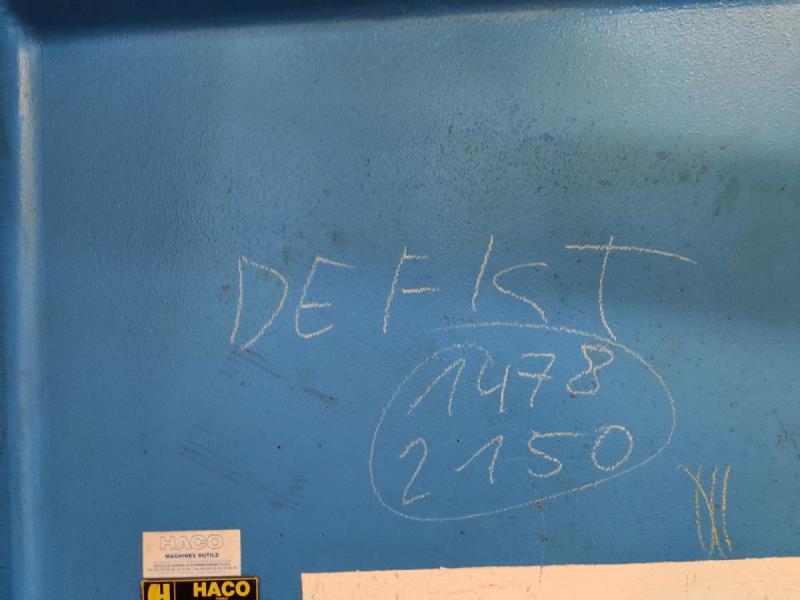 DEFIST
1478
2150
HACO
MACHINES OUTILS
HACO